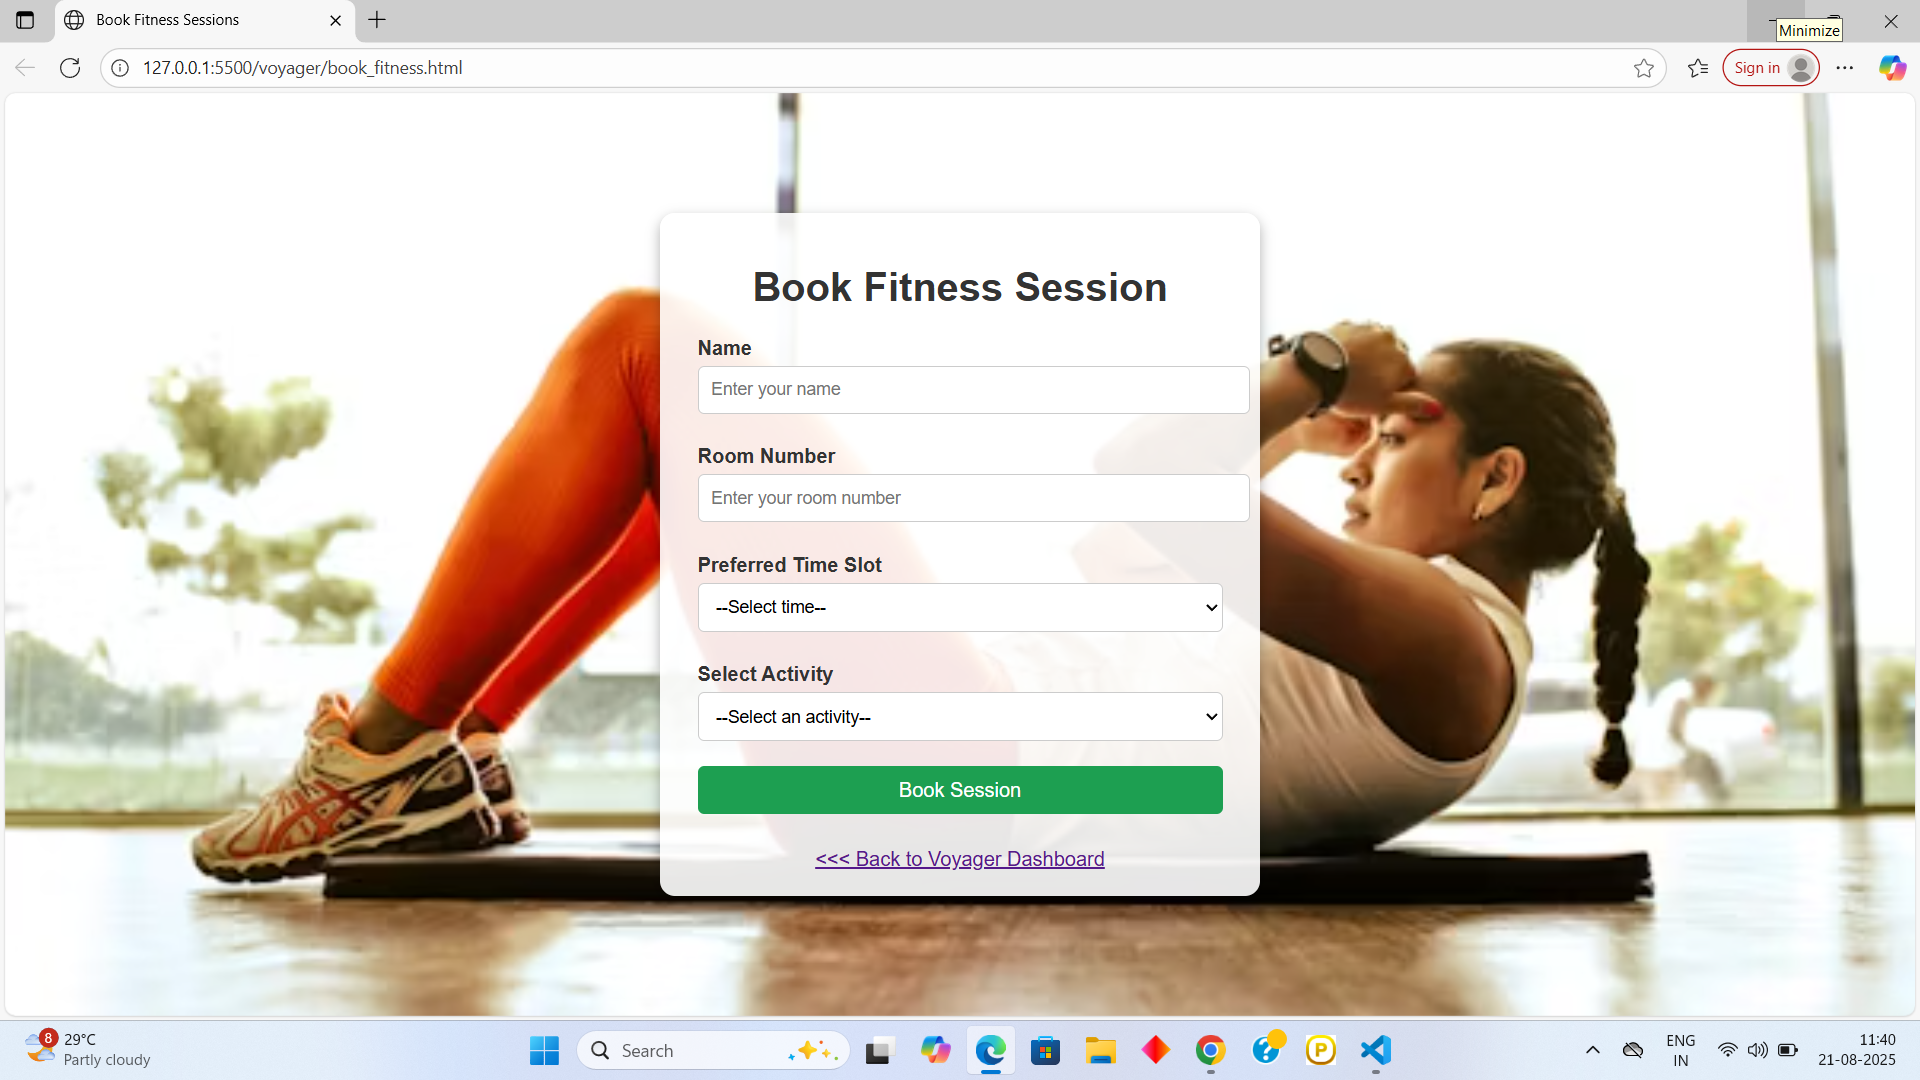 Book Fitness Sessions
Minimize
127.0.0.1:5500/voyager/book_fitness.html
Sign in
Book Fitness Session
Name
Enter your name
Room Number
Enter your room number
Preferred Time Slot
--Select time--
Select Activity
--Select an activity--
Book Session
<<< Back to Voyager Dashboard
8
29°C
Partly cloudy
Search
?
P
ENG
IN
11:40
21-08-2025